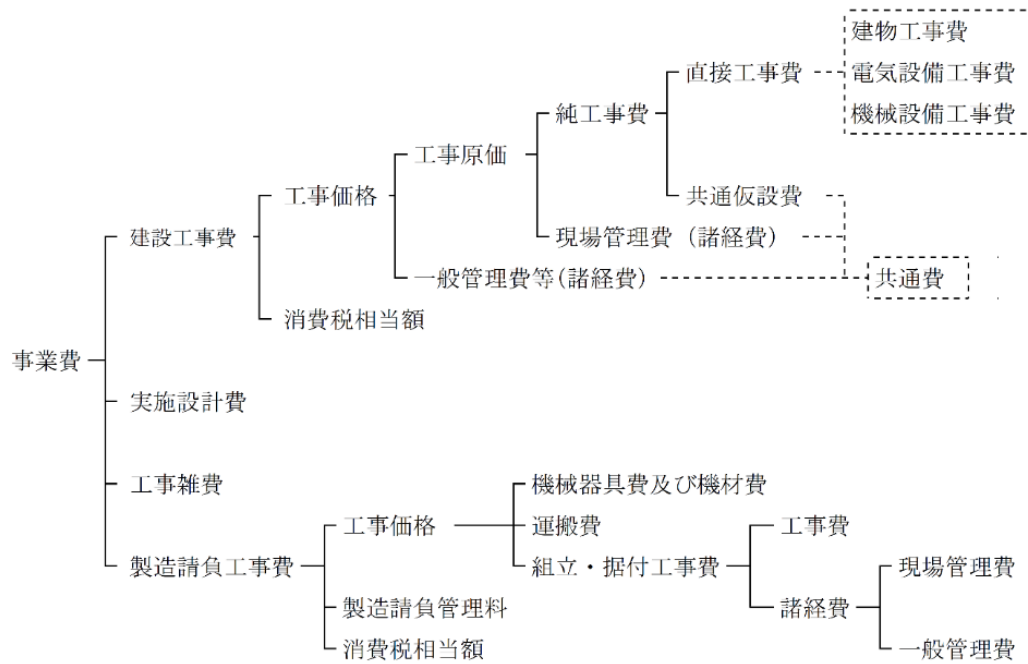 建物工事費
直接工事費
電気設備工事費
純工事費
機械設備工事費
工事原価
工事価格
共通仮設費
建設工事費
現場管理費（諸経費）
一般管理費等(諸経費)
共通費
消費税相当額
事業費
実施設計費
工事雑費
機械器具費及び機材費
工事価格
運搬費
工事費
製造請負工事費
組立・据付工事費
現場管理費
製造請負管理料
諸経費
消費税相当額
一般管理費